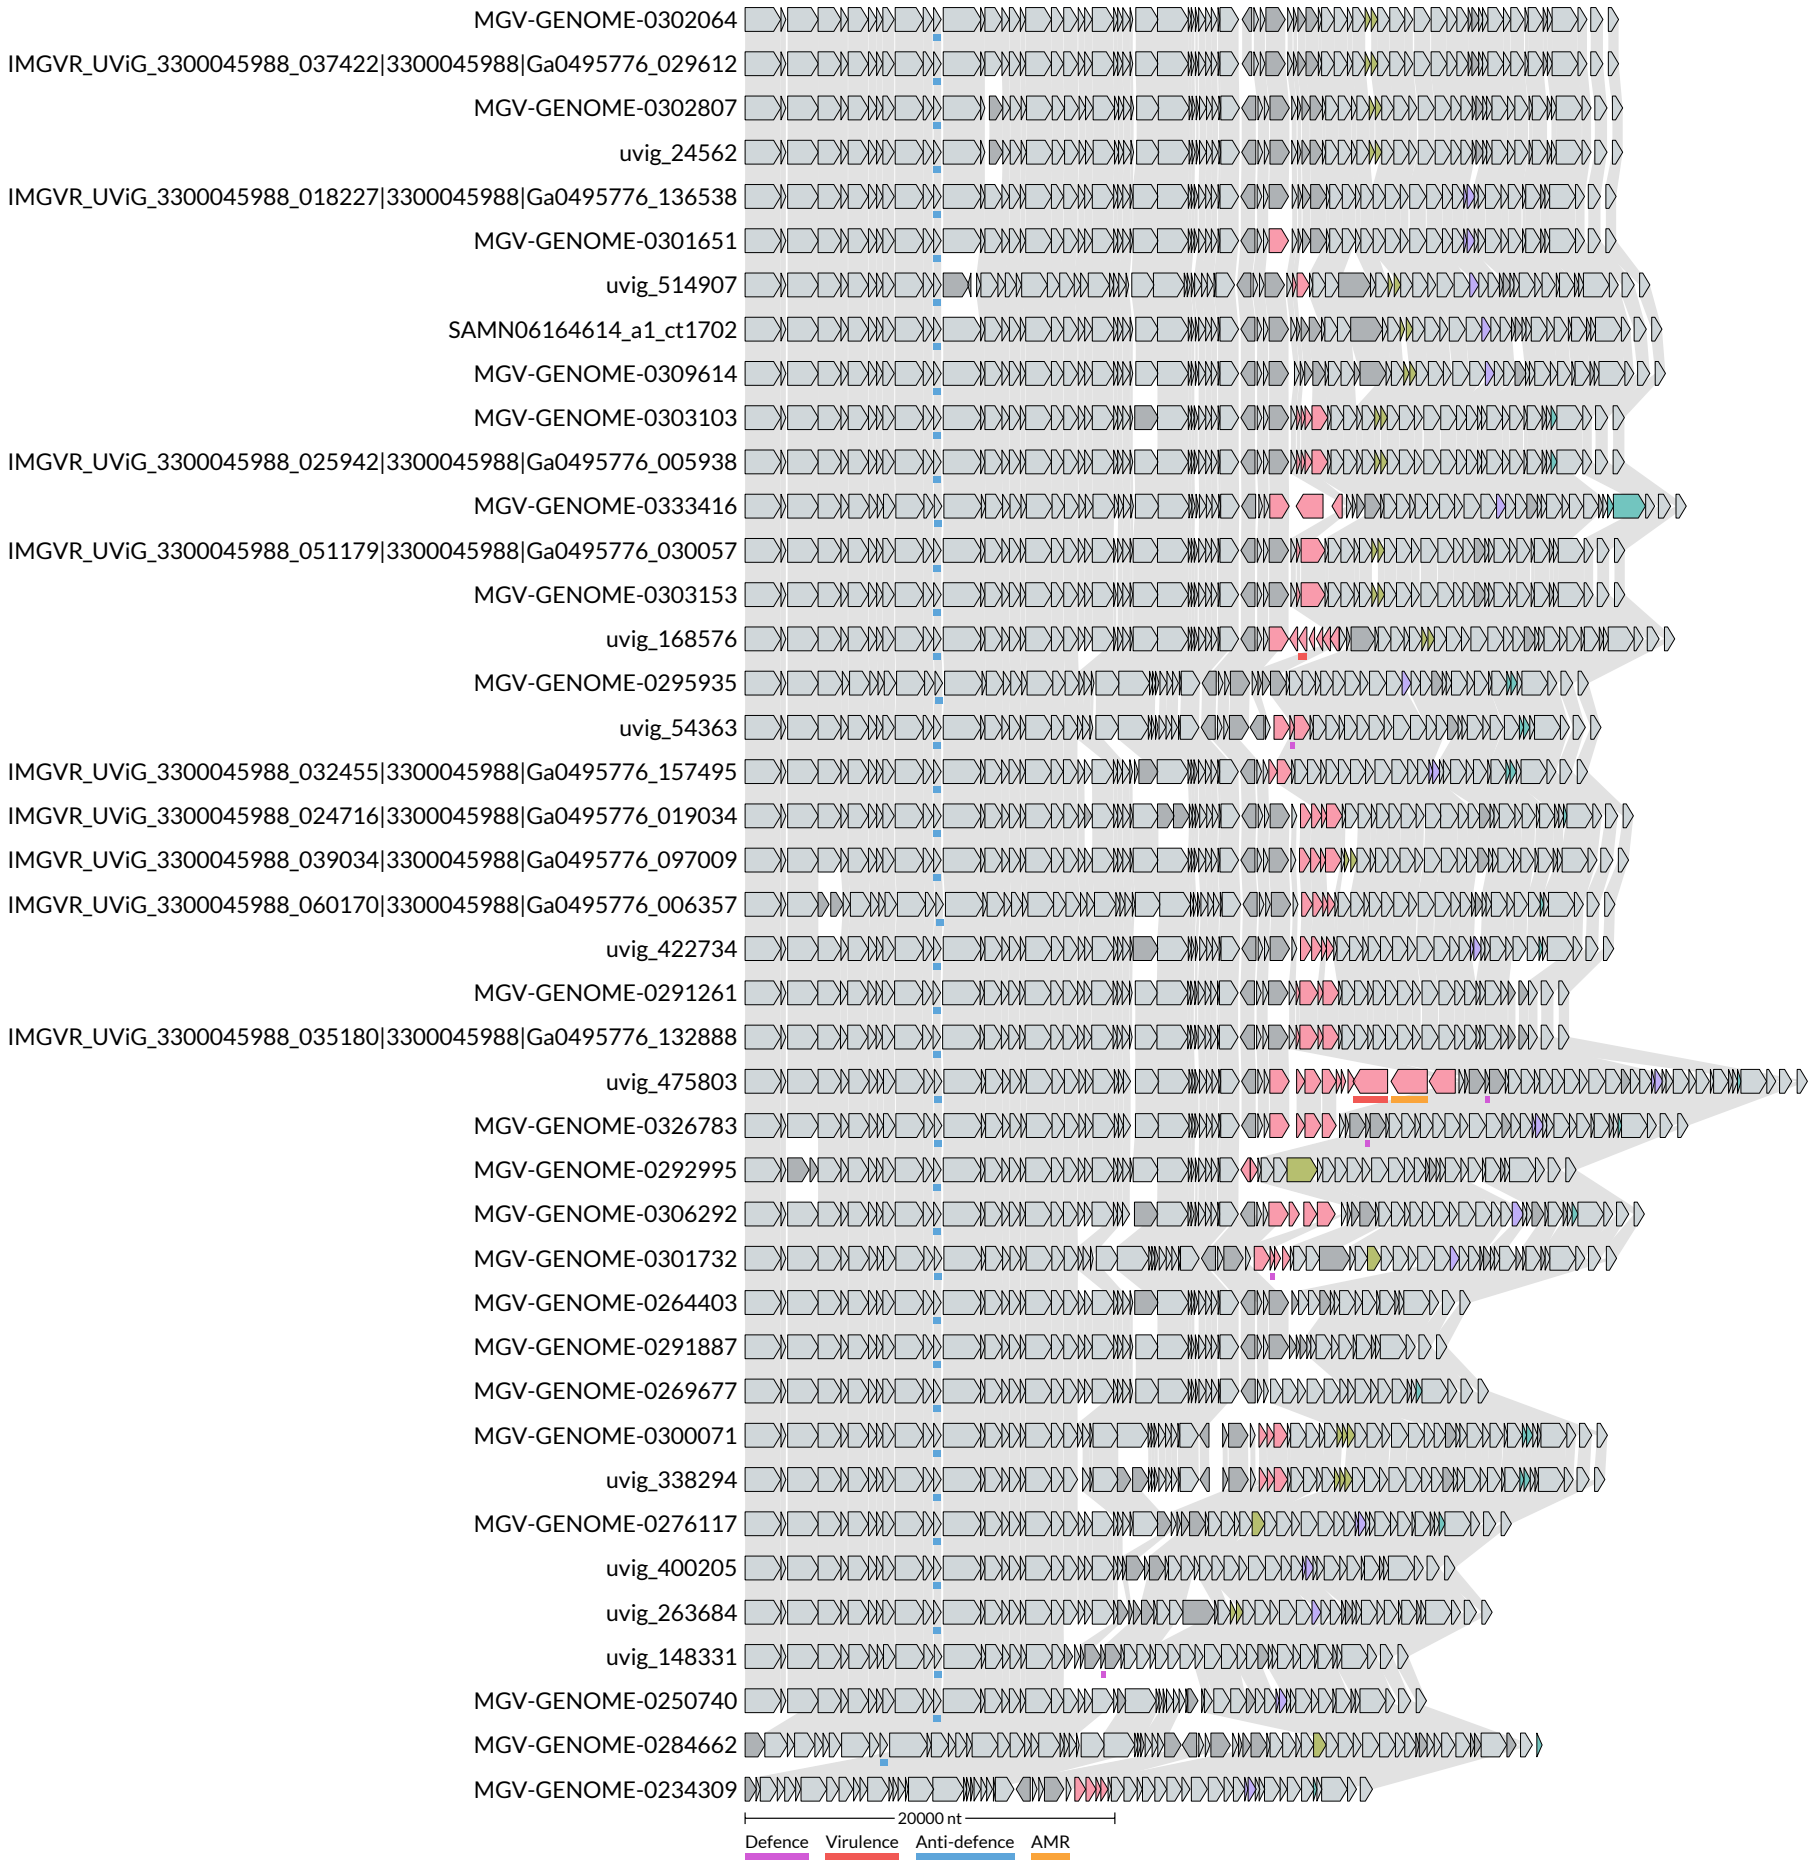 MGV-GENOME-0302064
IMGVR_UViG_3300045988_037422|3300045988|Ga0495776_029612
MGV-GENOME-0302807
uvig_24562
IMGVR_UViG_3300045988_018227|3300045988|Ga0495776_136538
MGV-GENOME-0301651
uvig_514907
SAMN06164614_a1_ct1702
MGV-GENOME-0309614
MGV-GENOME-0303103
IMGVR_UViG_3300045988_025942|3300045988|Ga0495776_005938
MGV-GENOME-0333416
IMGVR_UViG_3300045988_051179|3300045988|Ga0495776_030057
MGV-GENOME-0303153
uvig_168576
MGV-GENOME-0295935
uvig_54363
IMGVR_UViG_3300045988_032455|3300045988|Ga0495776_157495
IMGVR_UViG_3300045988_024716|3300045988|Ga0495776_019034
IMGVR_UViG_3300045988_039034|3300045988|Ga0495776_097009
IMGVR_UViG_3300045988_060170|3300045988|Ga0495776_006357
uvig_422734
MGV-GENOME-0291261
IMGVR_UViG_3300045988_035180|3300045988|Ga0495776_132888
uvig_475803
MGV-GENOME-0326783
MGV-GENOME-0292995
MGV-GENOME-0306292
MGV-GENOME-0301732
MGV-GENOME-0264403
MGV-GENOME-0291887
MGV-GENOME-0269677
MGV-GENOME-0300071
uvig_338294
MGV-GENOME-0276117
uvig_400205
uvig_263684
uvig_148331
MGV-GENOME-0250740
MGV-GENOME-0284662
MGV-GENOME-0234309
20000 nt
Defence Virulence Anti-defence AMR